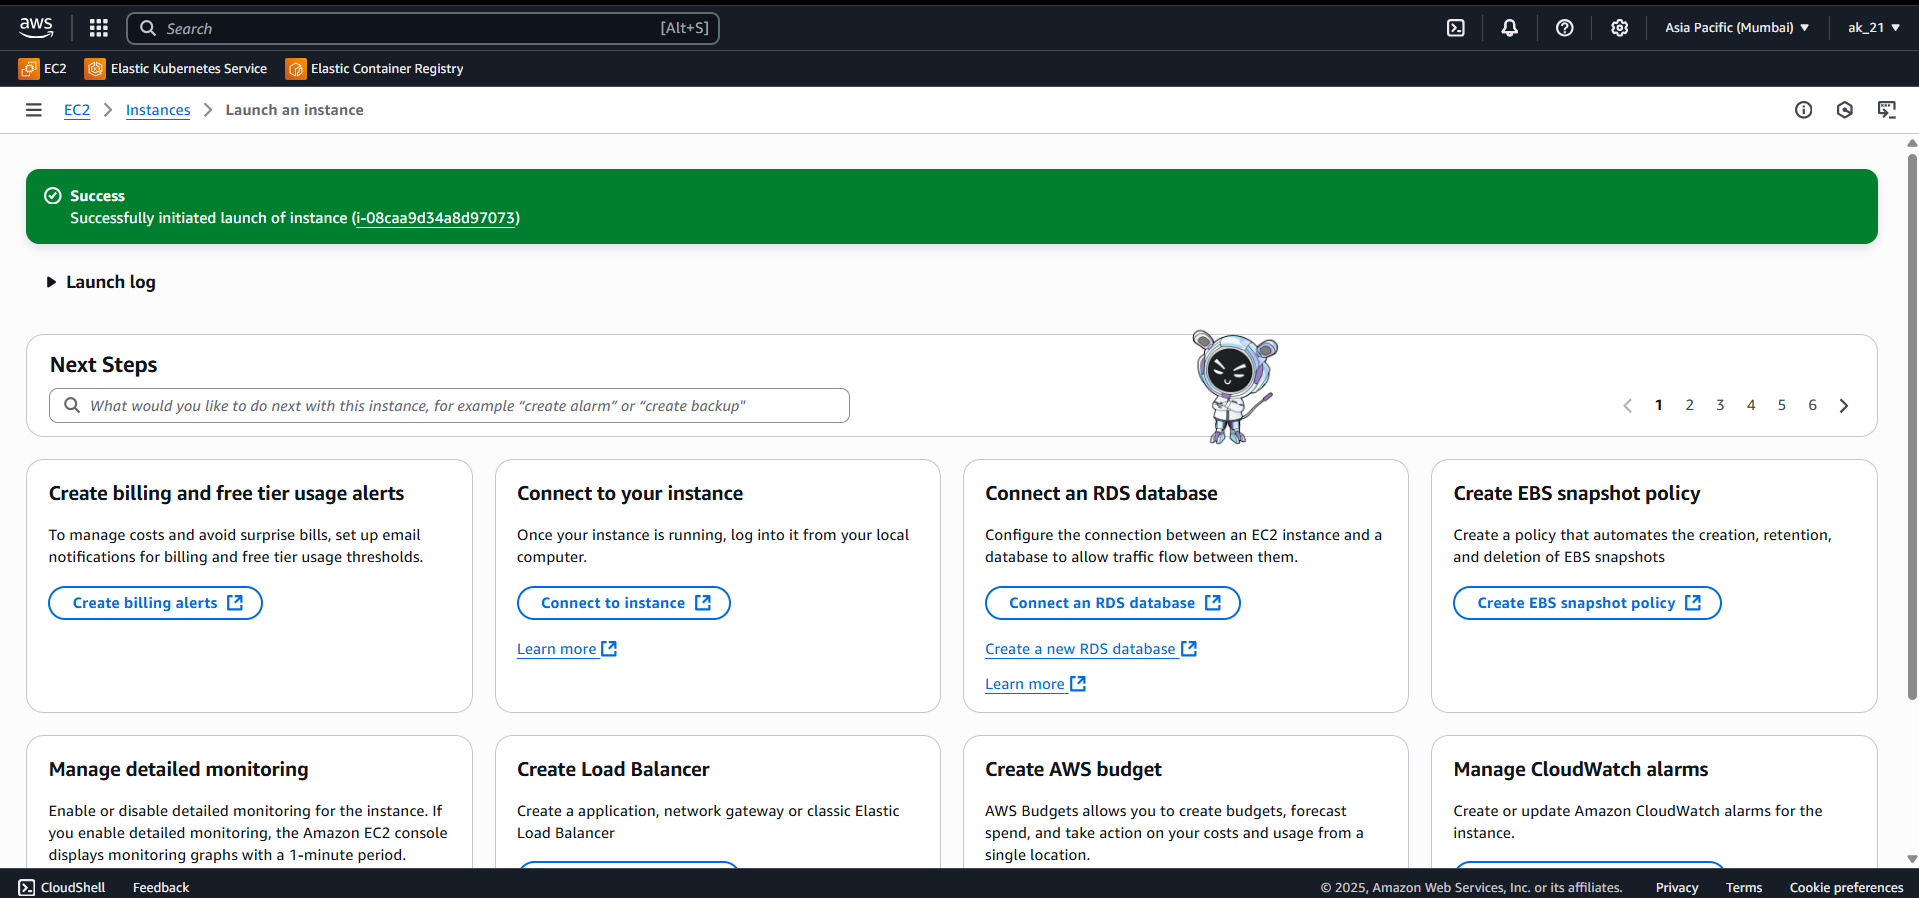 aws
Search [Alt+S]
Asia Pacific (Mumbai)
ak_21
EC2
Elastic Kubernetes Service
Elastic Container Registry
EC2 > Instances > Launch an instance
Success
Successfully initiated launch of instance (i-08caa9d34a8d97073)
Launch log
Next Steps
What would you like to do next with this instance, for example “create alarm” or “create backup"
1 2 3 4 5 6
Create billing and free tier usage alerts
To manage costs and avoid surprise bills, set up email
notifications for billing and free tier usage thresholds.
Create billing alerts
Connect to your instance
Once your instance is running, log into it from your local
computer.
Connect to instance
Learn more
Connect an RDS database
Configure the connection between an EC2 instance and a
database to allow traffic flow between them.
Connect an RDS database
Create a new RDS database
Learn more
Create EBS snapshot policy
Create a policy that automates the creation, retention,
and deletion of EBS snapshots
Create EBS snapshot policy
Manage detailed monitoring
Enable or disable detailed monitoring for the instance. If
you enable detailed monitoring, the Amazon EC2 console
displays monitoring graphs with a 1-minute period.
Create Load Balancer
Create a application, network gateway or classic Elastic
Load Balancer
Create AWS budget
AWS Budgets allows you to create budgets, forecast
spend, and take action on your costs and usage from a
single location.
Manage CloudWatch alarms
Create or update Amazon CloudWatch alarms for the
instance.
CloudShell
Feedback
© 2025, Amazon Web Services, Inc. or its affiliates.
Privacy
Terms
Cookie preferences